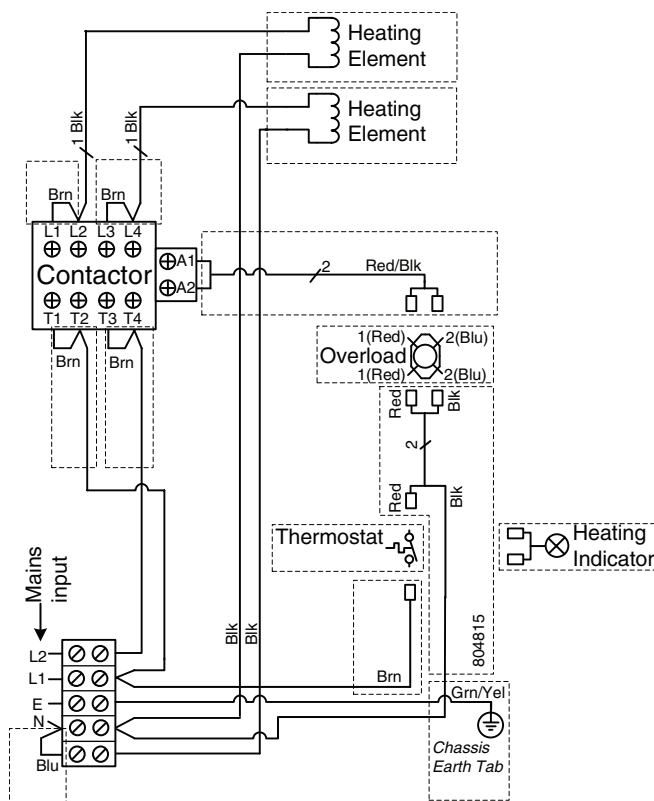 Heating
Element
Heating
Element
1 Blk
1 Blk
Brn
Brn
L1 L2 L3 L4
Contactor
A1
A2
T1 T2 T3 T4
Brn
Brn
2
Red/Blk
1(Red) 2(Blu)
Overload
1(Red) 2(Blu)
Red
Blk
2
Red
Blk
Thermostat
Heating
Indicator
Mains
input
Blk
Blk
Brn
804815
L2
L1
E
N
Blu
Grn/Yel
Chassis
Earth Tab